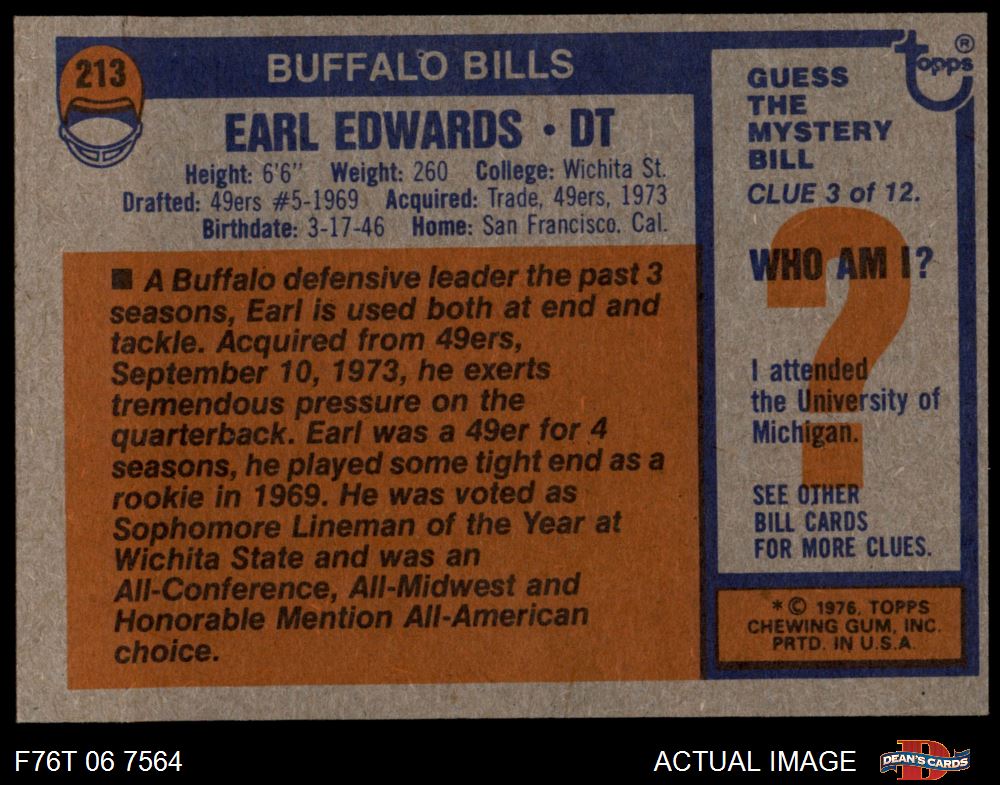 213
BUFFALO BILLS
EARL EDWARDS • DT
Height: 6'6" Weight: 260 College: Wichita St.
Drafted: 49ers #5-1969 Acquired: Trade, 49ers, 1973
Birthdate: 3-17-46 Home: San Francisco, Cal.
■ A Buffalo defensive leader the past 3
seasons, Earl is used both at end and
tackle. Acquired from 49ers,
September 10, 1973, he exerts
tremendous pressure on the
quarterback. Earl was a 49er for 4
seasons, he played some tight end as a
rookie in 1969. He was voted as
Sophomore Lineman of the Year at
Wichita State and was an
All-Conference, All-Midwest and
Honorable Mention All-American
choice.
topps ®
GUESS
THE
MYSTERY
BILL
CLUE 3 of 12.
WHO AM I?
?
I attended
the University of
Michigan.
SEE OTHER
BILL CARDS
FOR MORE CLUES.
* © 1976, TOPPS
CHEWING GUM, INC.
PRTD. IN U.S.A.
F76T 06 7564
ACTUAL IMAGE
D
DEAN'S CARDS